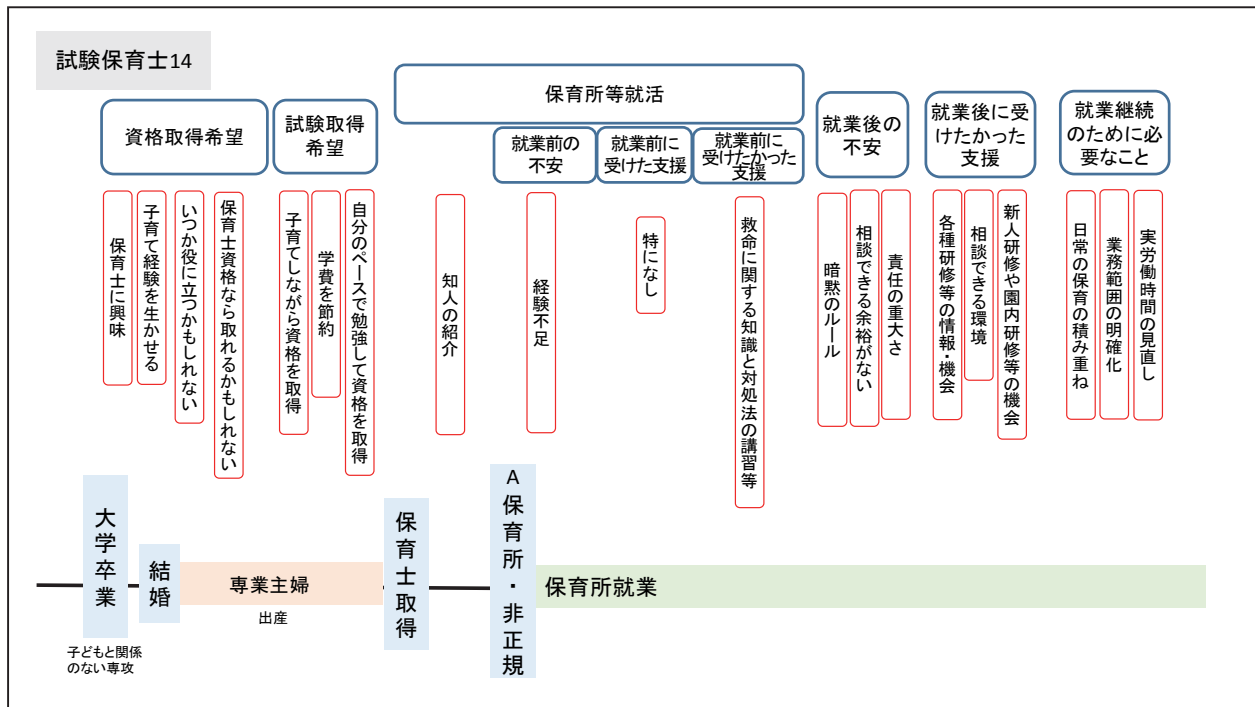 試験保育士14
保育所等就活
資格取得希望
試験取得
希望
就業前の
不安
就業前に
受けた支援
就業前に
受けたかった
支援
就業後の
不安
就業後に受
けたかった
支援
就業継続
のために必
要なこと
保育士に興味
子育て経験を生かせる
いつか役に立つかもしれない
保育士資格なら取れるかもしれない
子育てしながら資格を取得
学費を節約
自分のペースで勉強して資格を取得
知人の紹介
経験不足
特になし
救命に関する知識と対処法の講習等
暗黙のルール
相談できる余裕がない
責任の重大さ
各種研修等の情報・機会
相談できる環境
新人研修や園内研修等の機会
日常の保育の積み重ね
業務範囲の明確化
実労働時間の見直し
大学卒業
結婚
専業主婦
出産
保育士取得
A保育所・非正規
保育所就業
子どもと関係
のない専攻